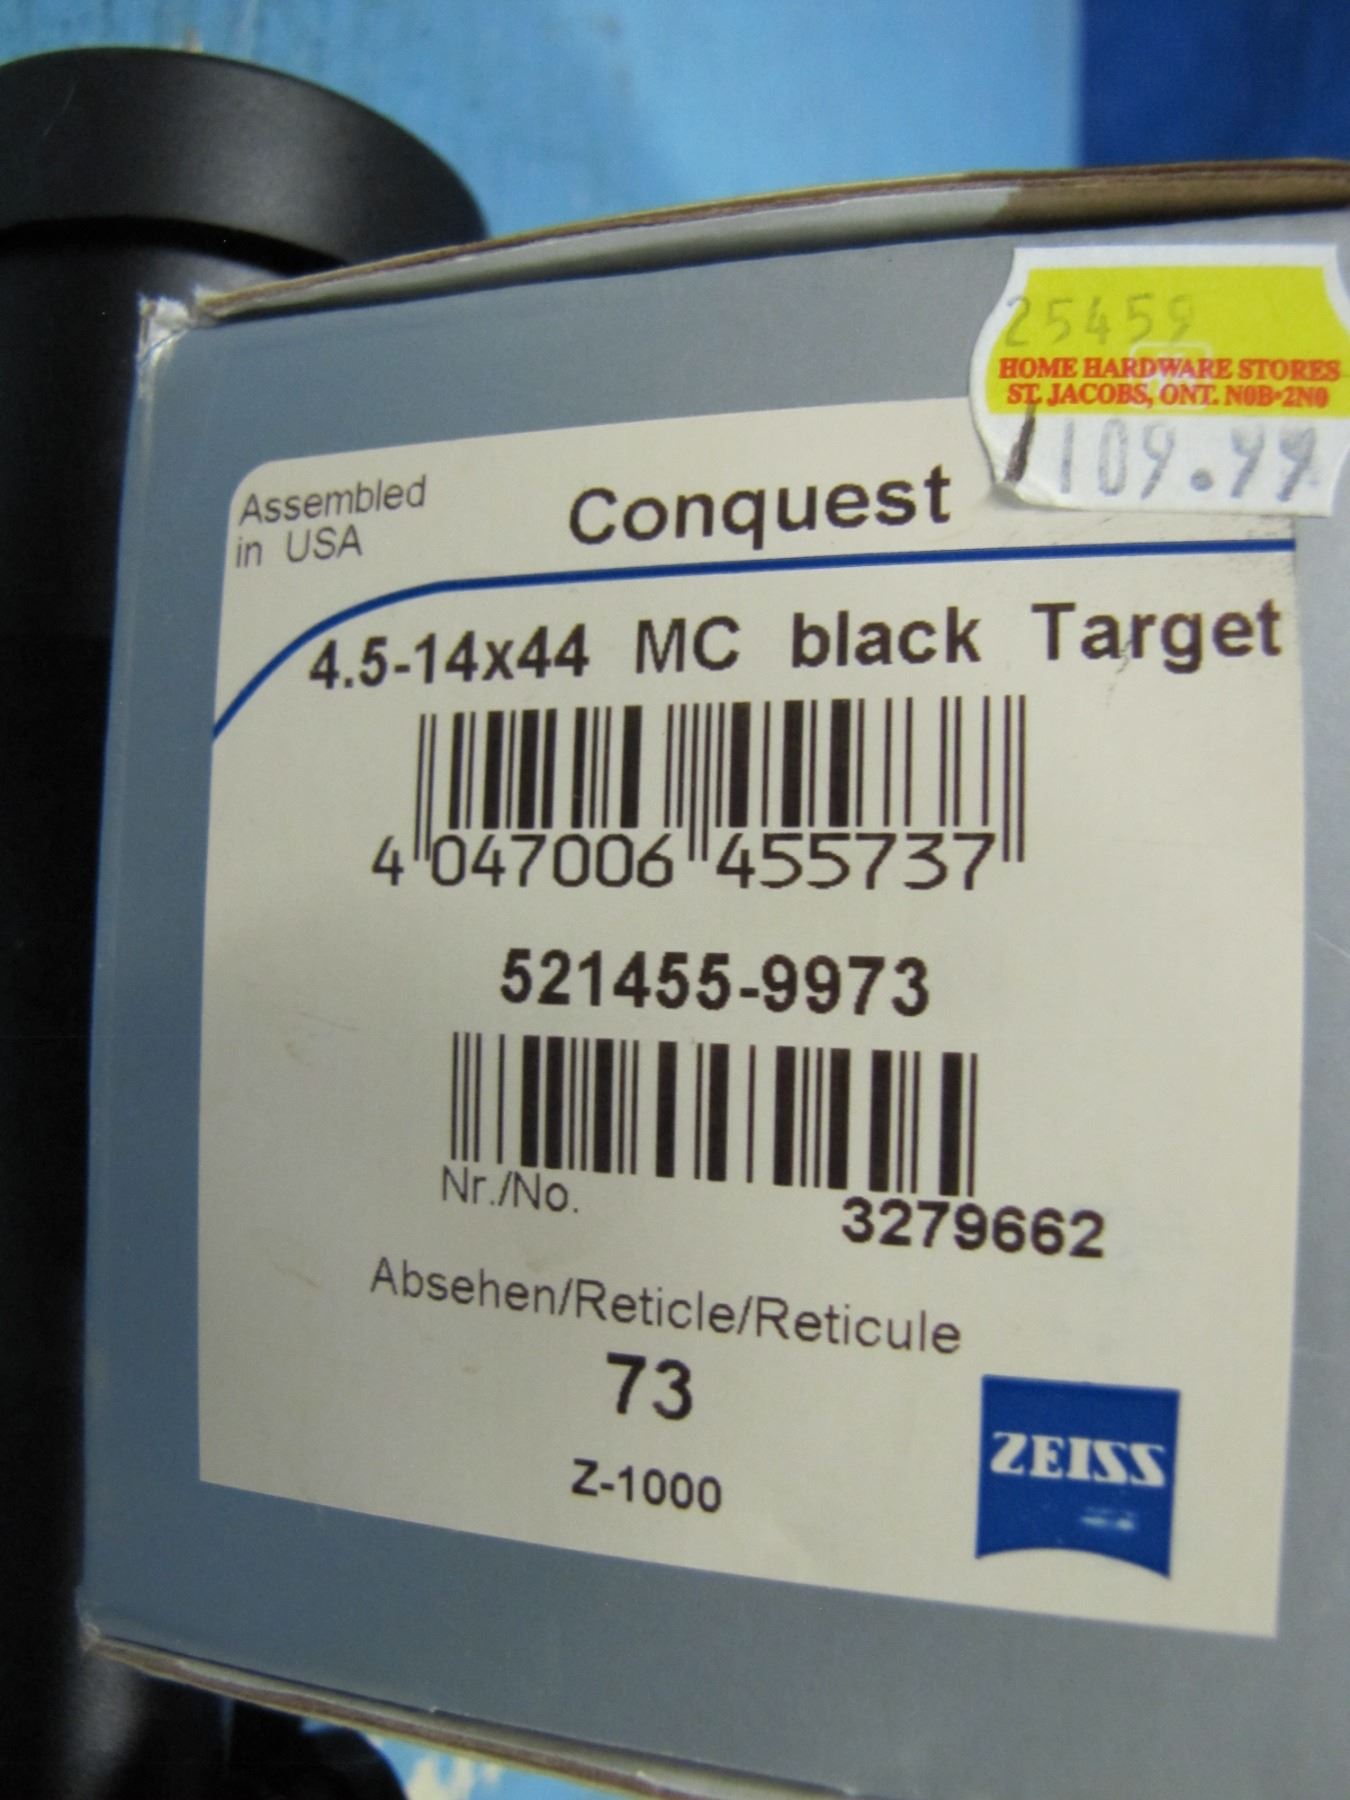 25459
HOME HARDWARE STORES
ST. JACOBS, ONT. N0B-2N0
1109.99
Assembled
in USA
Conquest
4.5-14x44 MC black Target
4 047006 455737
521455-9973
Nr./No.
3279662
Absehen/Reticle/Reticule
73
Z-1000
ZEISS